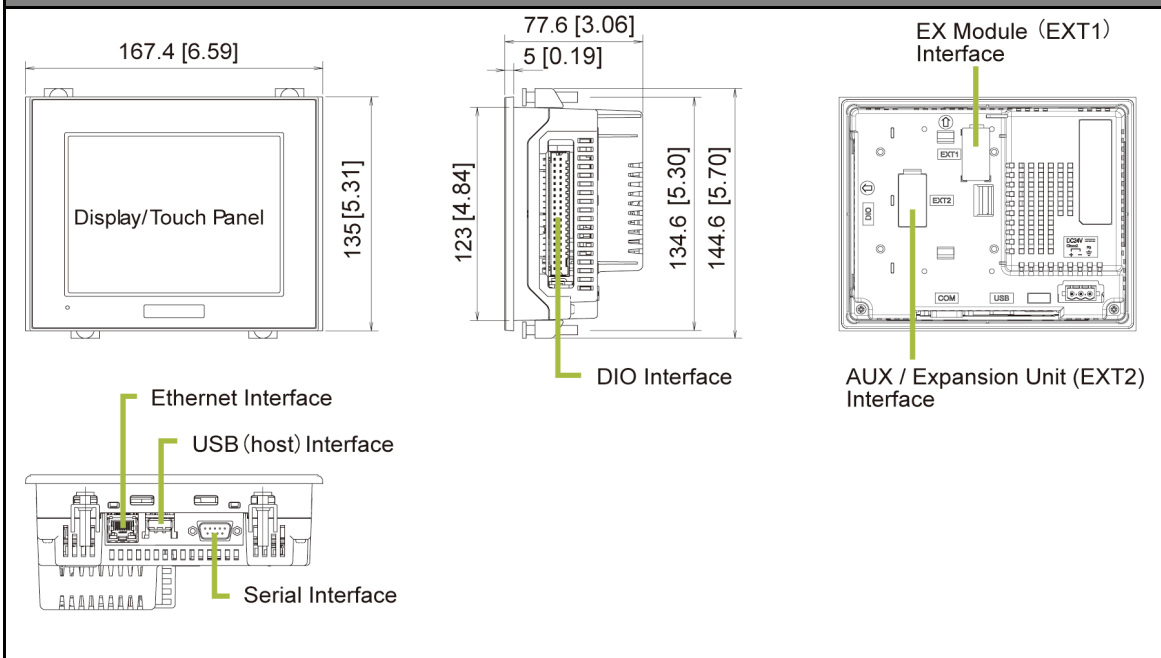 167.4 [6.59]
Display/Touch Panel
135 [5.31]
77.6 [3.06]
5 [0.19]
123 [4.84]
134.6 [5.30]
144.6 [5.70]
DIO Interface
EX Module (EXT1)
Interface
EXT1
EXT2
DIO
DC24V
COM
USB
AUX / Expansion Unit (EXT2)
Interface
Ethernet Interface
USB (host) Interface
Serial Interface